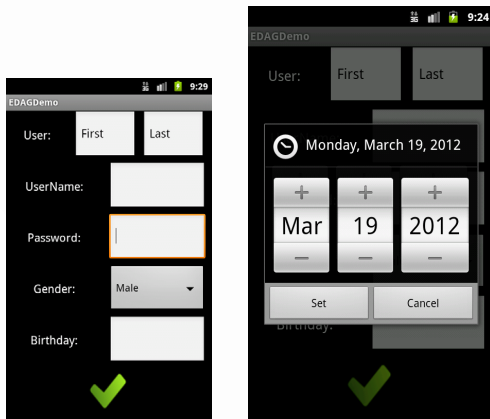 9:29
EDAGDemo
User: First Last
UserName:
Password:
Gender: Male
Birthday:
9:24
EDAGDemo
User: First Last
Monday, March 19, 2012
+ + +
Mar 19 2012
− − −
Set Cancel
Birthday: